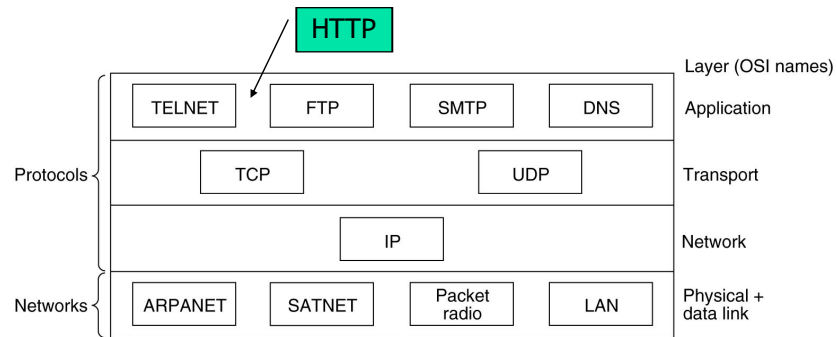 HTTP
Layer (OSI names)
TELNET
FTP
SMTP
DNS
Application
Protocols
TCP
UDP
Transport
IP
Network
Networks
ARPANET
SATNET
Packet
radio
LAN
Physical +
data link